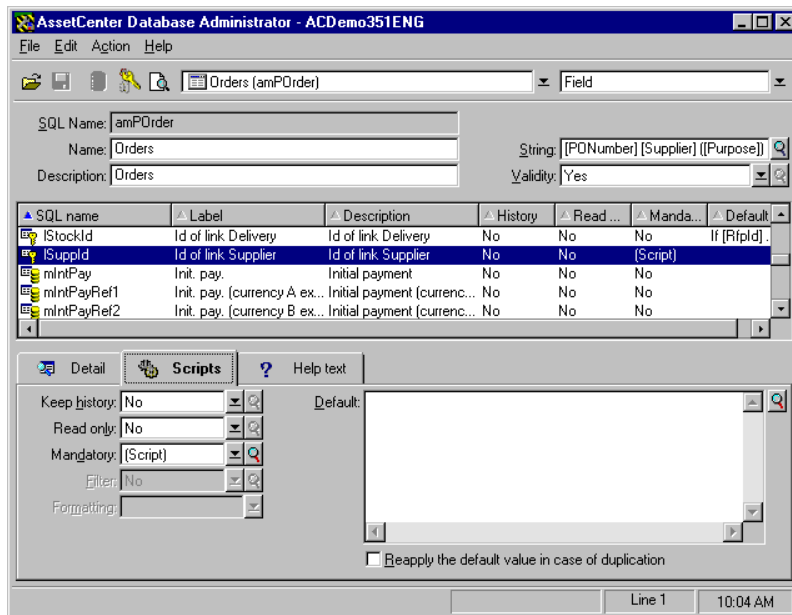 AssetCenter Database Administrator - ACDemo351ENG
File Edit Action Help
Orders (amPOrder) Field
SQL Name: amPOrder
Name: Orders String: [PONumber] [Supplier] ([Purpose])
Description: Orders Validity: Yes
SQL name Label Description History Read ... Manda... Default
lStockId Id of link Delivery Id of link Delivery No No No If [RfpId] .
lSuppId Id of link Supplier Id of link Supplier No No (Script)
mIntPay Init. pay. Initial payment No No No
mIntPayRef1 Init. pay. (currency A ex... Initial payment (currenc... No No No
mIntPayRef2 Init. pay. (currency B ex... Initial payment (currenc... No No No
Detail Scripts ? Help text
Keep history: No Default:
Read only: No
Mandatory: (Script)
Filter: No
Formatting:
Reapply the default value in case of duplication
Line 1 10:04 AM